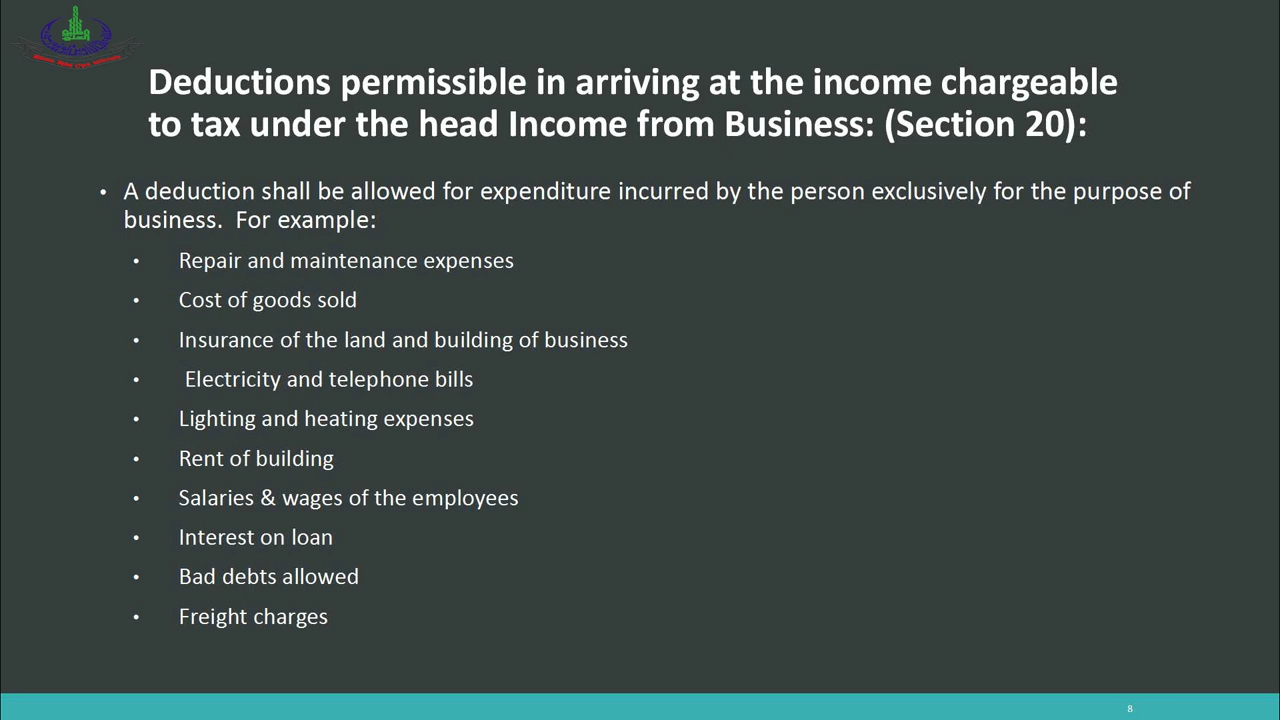 Deductions permissible in arriving at the income chargeable
to tax under the head Income from Business: (Section 20):
• A deduction shall be allowed for expenditure incurred by the person exclusively for the purpose of
business. For example:
• Repair and maintenance expenses
• Cost of goods sold
• Insurance of the land and building of business
• Electricity and telephone bills
• Lighting and heating expenses
• Rent of building
• Salaries & wages of the employees
• Interest on loan
• Bad debts allowed
• Freight charges
8